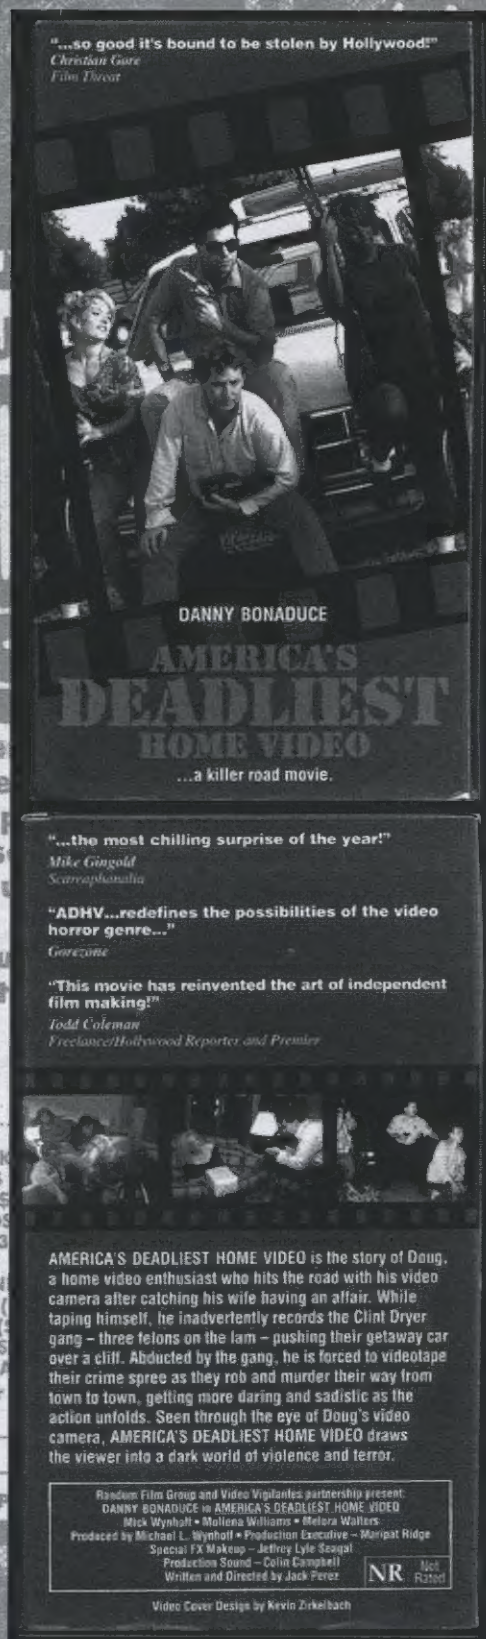 "...so good it's bound to be stolen by Hollywood!"
Christian Gore
Film Threat
DANNY BONADUCE
AMERICA'S
DEADLIEST
HOME VIDEO
...a killer road movie.
"...the most chilling surprise of the year!"
Mike Gingold
Scareaphanalia
"ADHV...redefines the possibilities of the video
horror genre..."
Gorezone
"This movie has reinvented the art of independent
film making!"
Todd Coleman
Freelance/Hollywood Reporter and Premier
AMERICA'S DEADLIEST HOME VIDEO is the story of Doug,
a home video enthusiast who hits the road with his video
camera after catching his wife having an affair. While
taping himself, he inadvertently records the Clint Dryer
gang – three felons on the lam – pushing their getaway car
over a cliff. Abducted by the gang, he is forced to videotape
their crime spree as they rob and murder their way from
town to town, getting more daring and sadistic as the
action unfolds. Seen through the eye of Doug's video
camera, AMERICA'S DEADLIEST HOME VIDEO draws
the viewer into a dark world of violence and terror.
Random Film Group and Video Vigilantes partnership present:
DANNY BONADUCE in AMERICA'S DEADLIEST HOME VIDEO
Mick Wynhoff • Mollena Williams • Melora Walters
Produced by Michael L. Wynhoff • Production Executive – Maripat Ridge
Special FX Makeup – Jeffrey Lyle Seagal
Production Sound – Colin Campbell
Written and Directed by Jack Perez
NR Not
Rated
Video Cover Design by Kevin Zirkelbach